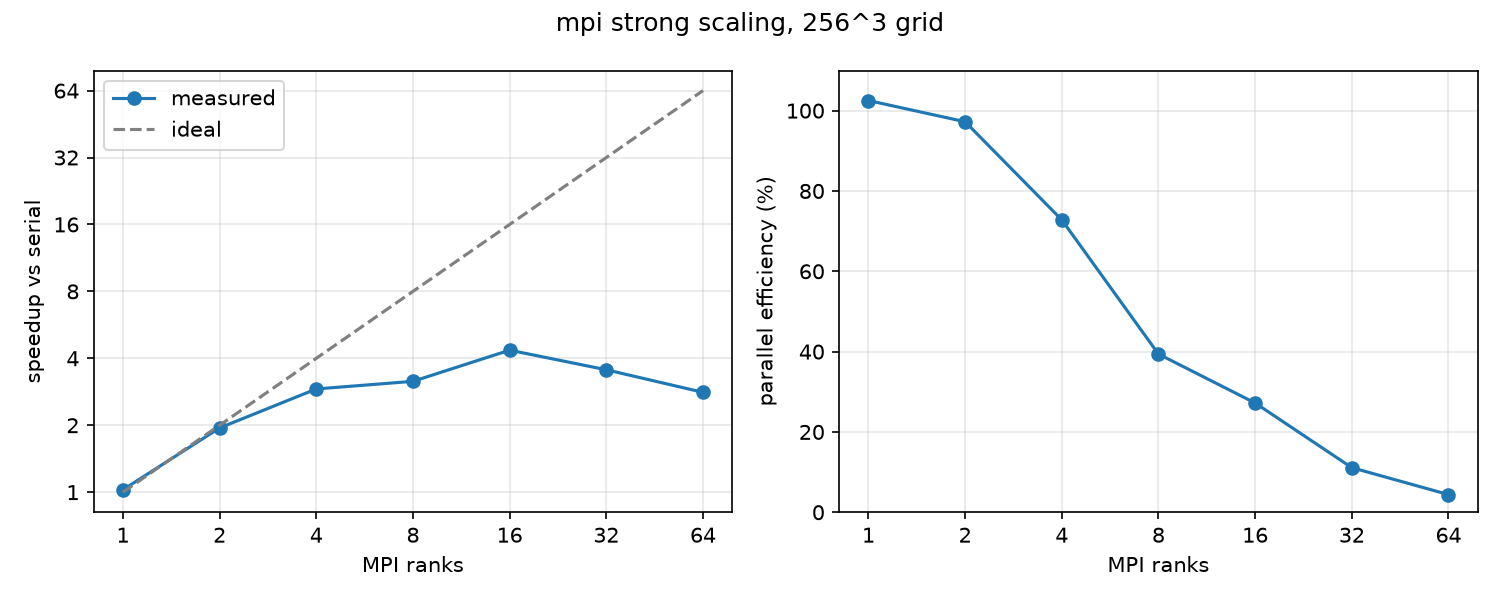 mpi strong scaling, 256^3 grid
speedup vs serial
64
32
16
8
4
2
1
measured
ideal
1 2 4 8 16 32 64
MPI ranks
parallel efficiency (%)
100
80
60
40
20
0
1 2 4 8 16 32 64
MPI ranks